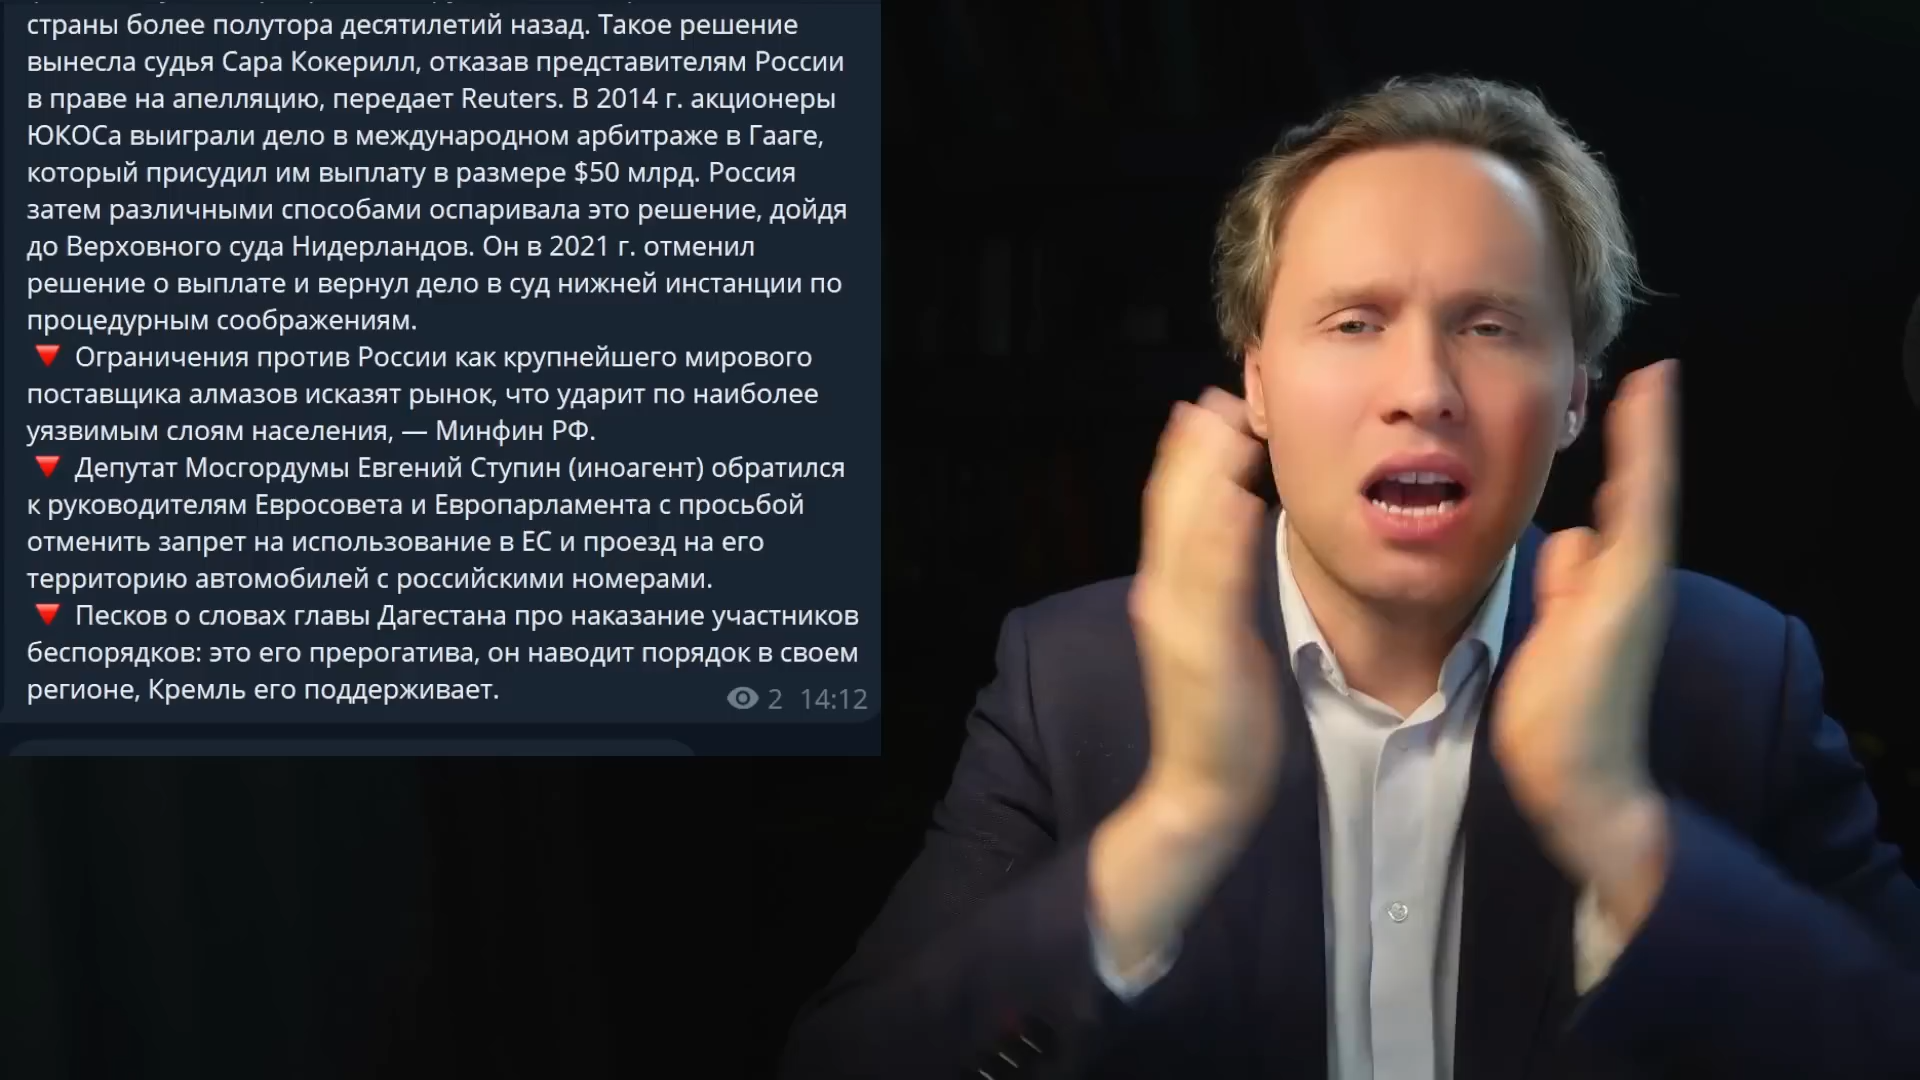 страны более полутора десятилетий назад. Такое решение
вынесла судья Сара Кокерилл, отказав представителям России
в праве на апелляцию, передает Reuters. В 2014 г. акционеры
ЮКОСа выиграли дело в международном арбитраже в Гааге,
который присудил им выплату в размере $50 млрд. Россия
затем различными способами оспаривала это решение, дойдя
до Верховного суда Нидерландов. Он в 2021 г. отменил
решение о выплате и вернул дело в суд нижней инстанции по
процедурным соображениям.
🔻 Ограничения против России как крупнейшего мирового
поставщика алмазов исказят рынок, что ударит по наиболее
уязвимым слоям населения, — Минфин РФ.
🔻 Депутат Мосгордумы Евгений Ступин (иноагент) обратился
к руководителям Евросовета и Европарламента с просьбой
отменить запрет на использование в ЕС и проезд на его
территорию автомобилей с российскими номерами.
🔻 Песков о словах главы Дагестана про наказание участников
беспорядков: это его прерогатива, он наводит порядок в своем
регионе, Кремль его поддерживает.
2 14:12